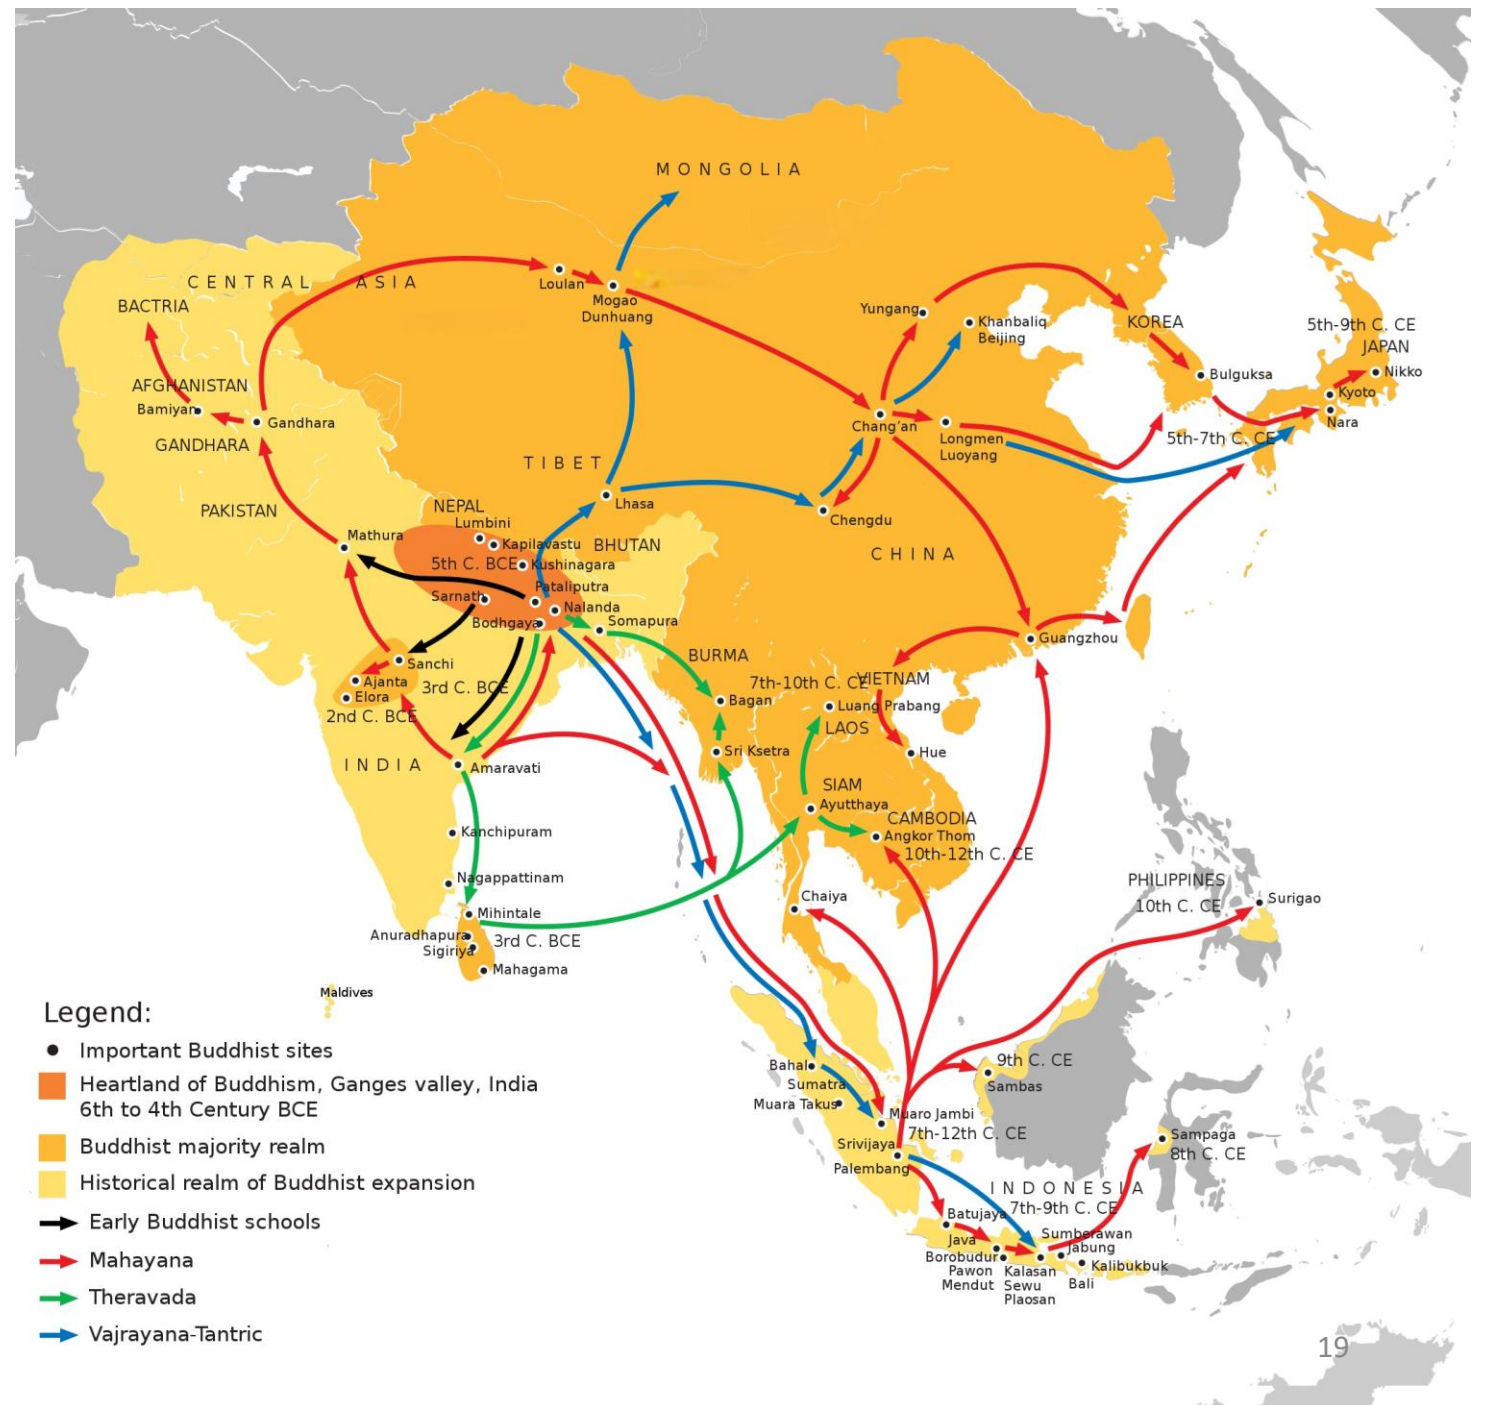 MONGOLIA
CENTRAL ASIA
BACTRIA
Loulan
Mogao
Dunhuang
Yungang
Khanbaliq
Beijing
KOREA
5th-9th C. CE
JAPAN
Bulguksa
Nikko
Kyoto
Nara
AFGHANISTAN
Bamiyan
Gandhara
GANDHARA
Chang'an
Longmen
Luoyang
5th-7th C. CE
TIBET
Lhasa
Chengdu
CHINA
PAKISTAN
Mathura
NEPAL
Lumbini
Kapilavastu
BHUTAN
5th C. BCE
Kushinagara
Pataliputra
Sarnath
Nalanda
Bodhgaya
Somapura
Guangzhou
Sanchi
Ajanta
Elora
3rd C. BCE
2nd C. BCE
BURMA
7th-10th C. CE
VIETNAM
Bagan
Luang Prabang
LAOS
Sri Ksetra
Hue
INDIA
Amaravati
SIAM
Ayutthaya
CAMBODIA
Angkor Thom
10th-12th C. CE
Kanchipuram
Nagappattinam
Chaiya
PHILIPPINES
10th C. CE
Surigao
Mihintale
Anuradhapura
Sigiriya
3rd C. BCE
Mahagama
Maldives
Legend:
Important Buddhist sites
Heartland of Buddhism, Ganges valley, India
6th to 4th Century BCE
Buddhist majority realm
Historical realm of Buddhist expansion
Early Buddhist schools
Mahayana
Theravada
Vajrayana-Tantric
Bahal
Sumatra
Muara Takus
Muaro Jambi
7th-12th C. CE
Srivijaya
Palembang
9th C. CE
Sambas
Sampaga
8th C. CE
INDONESIA
7th-9th C. CE
Batujaya
Java
Borobudur
Pawon
Mendut
Kalasan
Sewu
Plaosan
Sumberawan
Jabung
Kalibukbuk
Bali
19